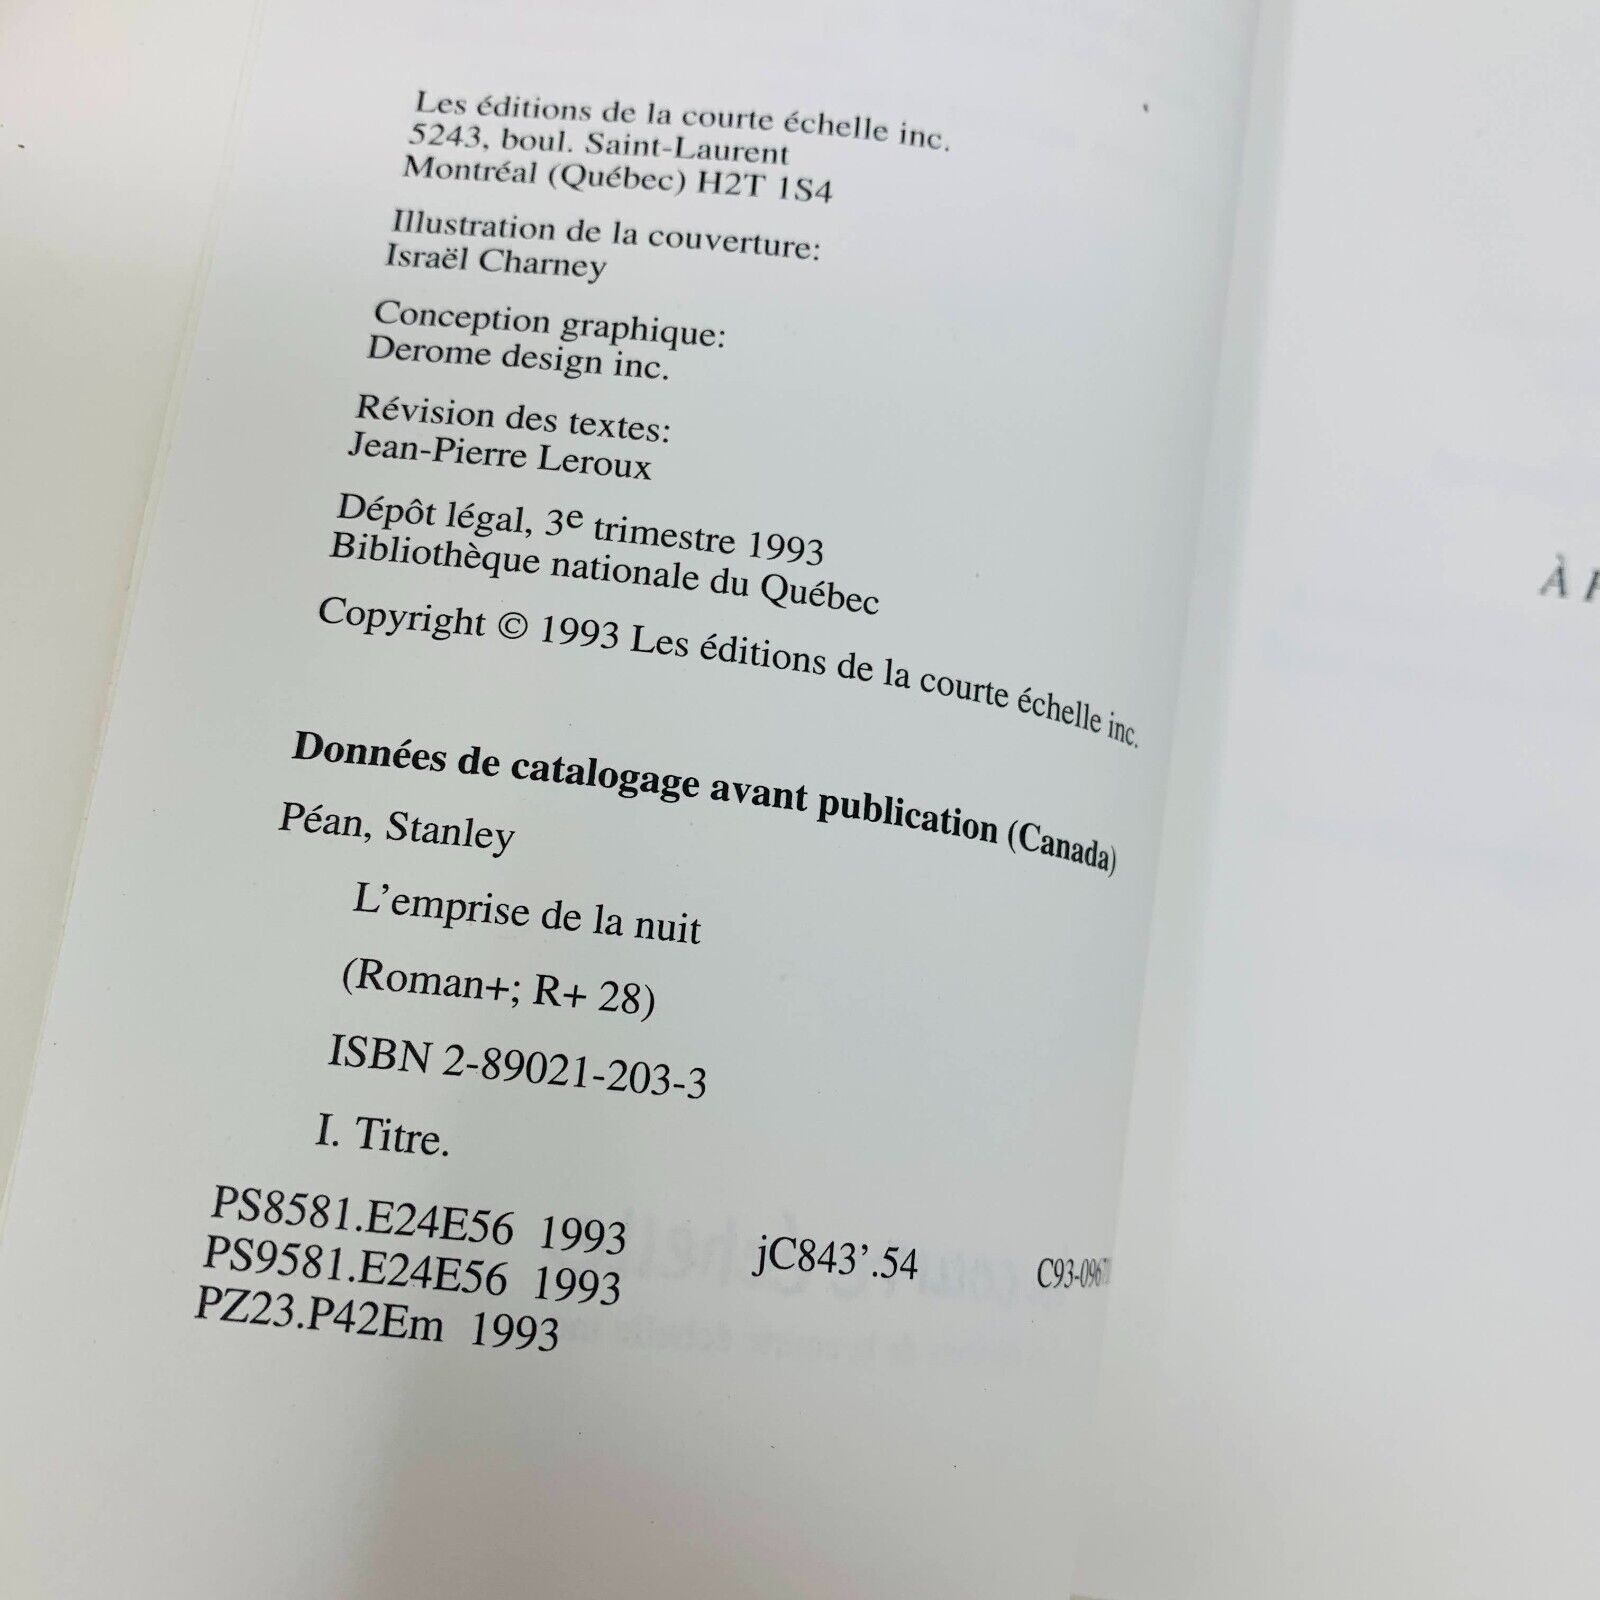 Les éditions de la courte échelle inc.
5243, boul. Saint-Laurent
Montréal (Québec) H2T 1S4
Illustration de la couverture:
Israël Charney
Conception graphique:
Derome design inc.
Révision des textes:
Jean-Pierre Leroux
Dépôt légal, 3e trimestre 1993
Bibliothèque nationale du Québec
Copyright © 1993 Les éditions de la courte échelle inc.
Données de catalogage avant publication (Canada)
Péan, Stanley
L'emprise de la nuit
(Roman+; R+ 28)
ISBN 2-89021-203-3
I. Titre.
PS8581.E24E56 1993
PS9581.E24E56 1993 jC843'.54
PZ23.P42Em 1993
À